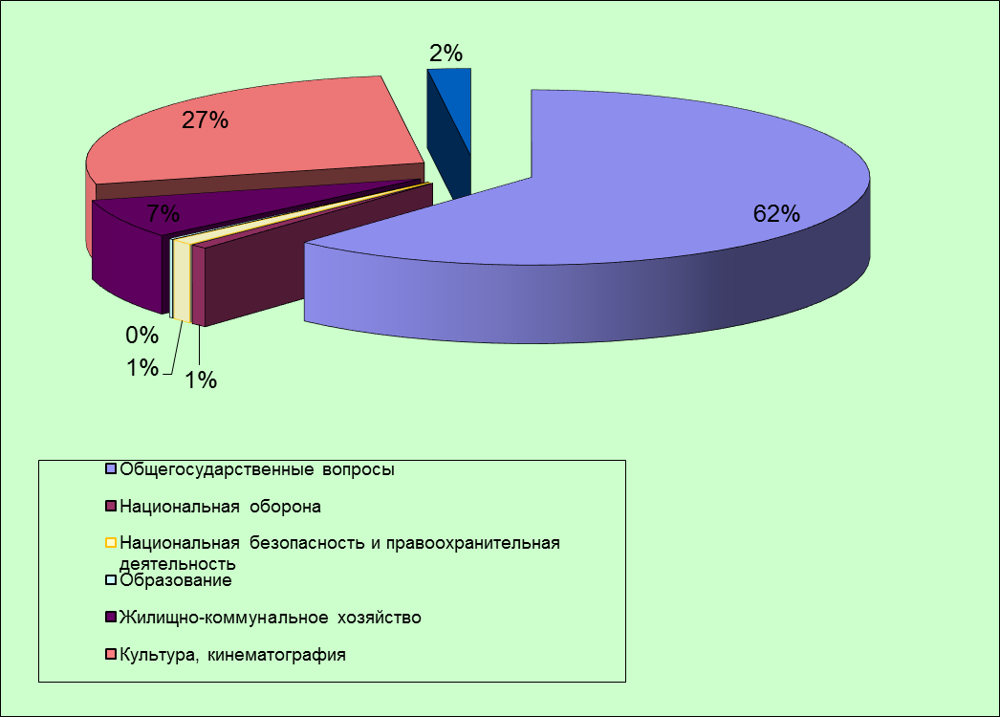 2%
27%
7%
62%
0%
1%
1%
Общегосударственные вопросы
Национальная оборона
Национальная безопасность и правоохранительная
деятельность
Образование
Жилищно-коммунальное хозяйство
Культура, кинематография